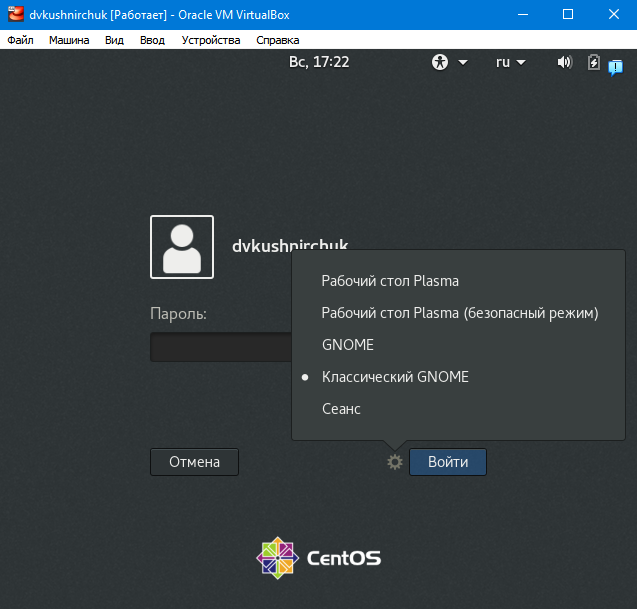 dvkushnirchuk [Работает] - Oracle VM VirtualBox
Файл Машина Вид Ввод Устройства Справка
Вс, 17:22 ru
dvkushnirchuk
Рабочий стол Plasma
Пароль:
Рабочий стол Plasma (безопасный режим)
GNOME
Классический GNOME
Сеанс
Отмена Войти
CentOS